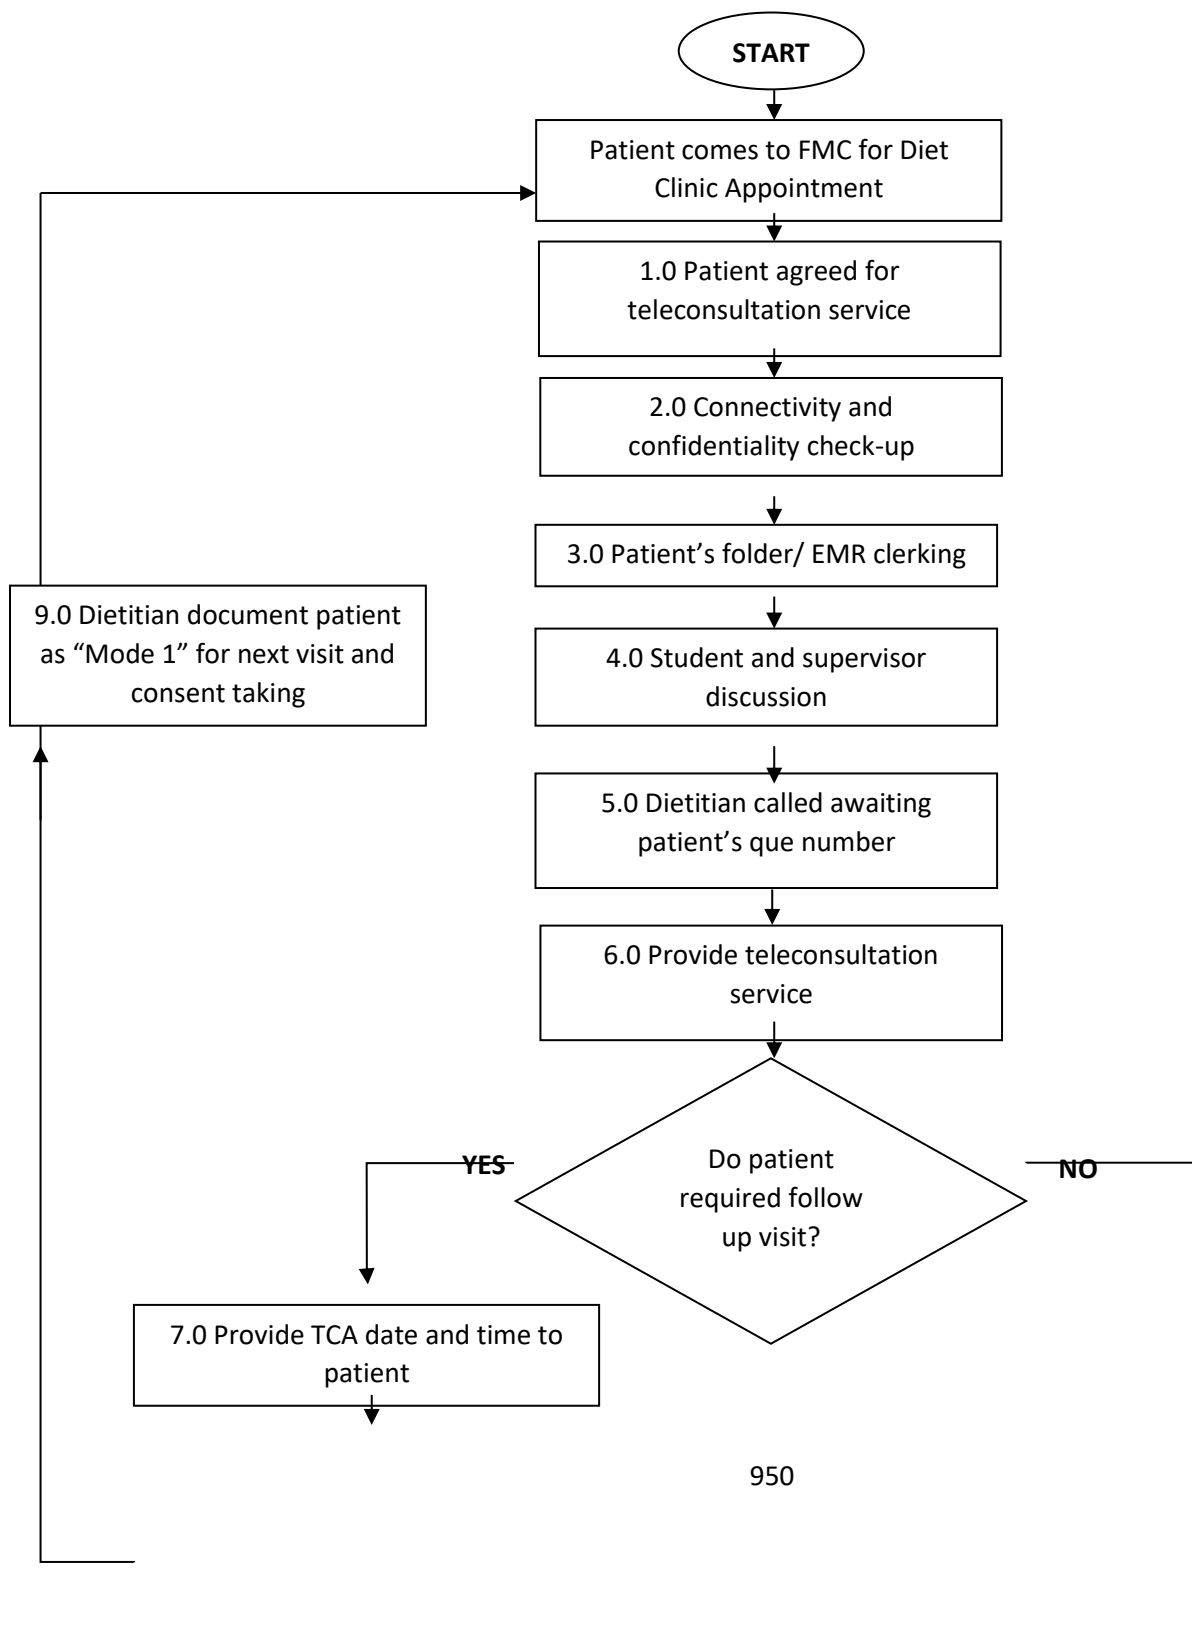 START
Patient comes to FMC for Diet
Clinic Appointment
1.0 Patient agreed for
teleconsultation service
2.0 Connectivity and
confidentiality check-up
3.0 Patient’s folder/ EMR clerking
4.0 Student and supervisor
discussion
9.0 Dietitian document patient
as “Mode 1” for next visit and
consent taking
5.0 Dietitian called awaiting
patient’s que number
6.0 Provide teleconsultation
service
Do patient
required follow
up visit?
YES
NO
7.0 Provide TCA date and time to
patient
950